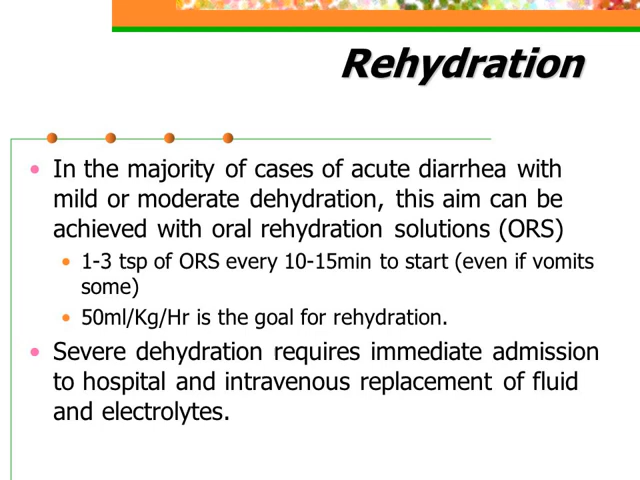 Rehydration
In the majority of cases of acute diarrhea with
mild or moderate dehydration, this aim can be
achieved with oral rehydration solutions (ORS)
1-3 tsp of ORS every 10-15min to start (even if vomits
some)
50ml/Kg/Hr is the goal for rehydration.
Severe dehydration requires immediate admission
to hospital and intravenous replacement of fluid
and electrolytes.